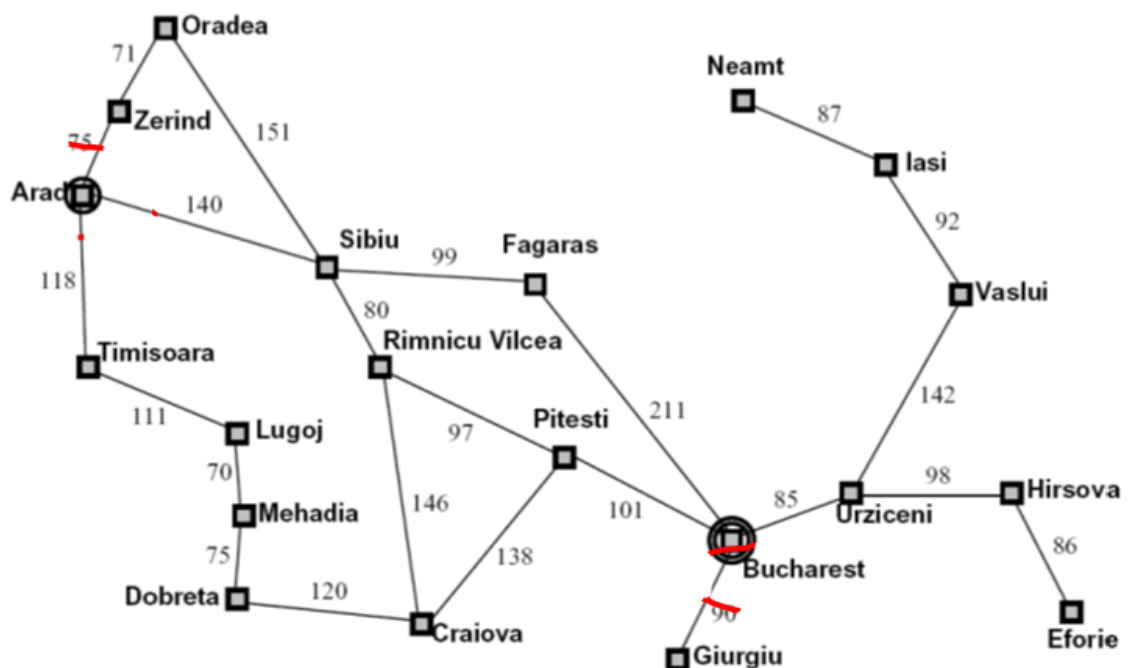 Oradea
71
Neamt
87
Zerind
151
75
Iasi
Arad
140
92
Sibiu
Fagaras
99
118
Vaslui
80
Rimnicu Vilcea
Timisoara
142
211
Pitesti
111
Lugoj
97
70
98
Hirsova
146
85
Mehadia
101
Urziceni
86
75
138
Bucharest
Dobreta
120
90
Craiova
Eforie
Giurgiu